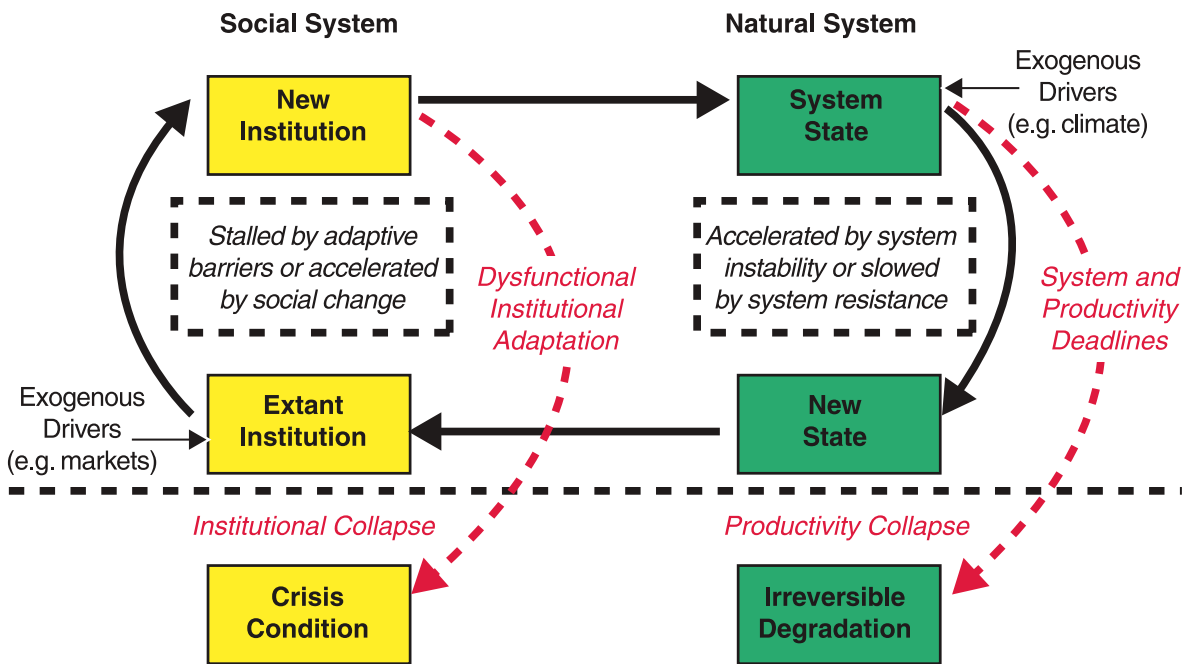 Social System
Natural System
New
Institution
System
State
Exogenous
Drivers
(e.g. climate)
Stalled by adaptive
barriers or accelerated
by social change
Dysfunctional
Institutional
Adaptation
Accelerated by system
instability or slowed
by system resistance
System and
Productivity
Deadlines
Exogenous
Drivers
(e.g. markets)
Extant
Institution
New
State
Institutional Collapse
Productivity Collapse
Crisis
Condition
Irreversible
Degradation